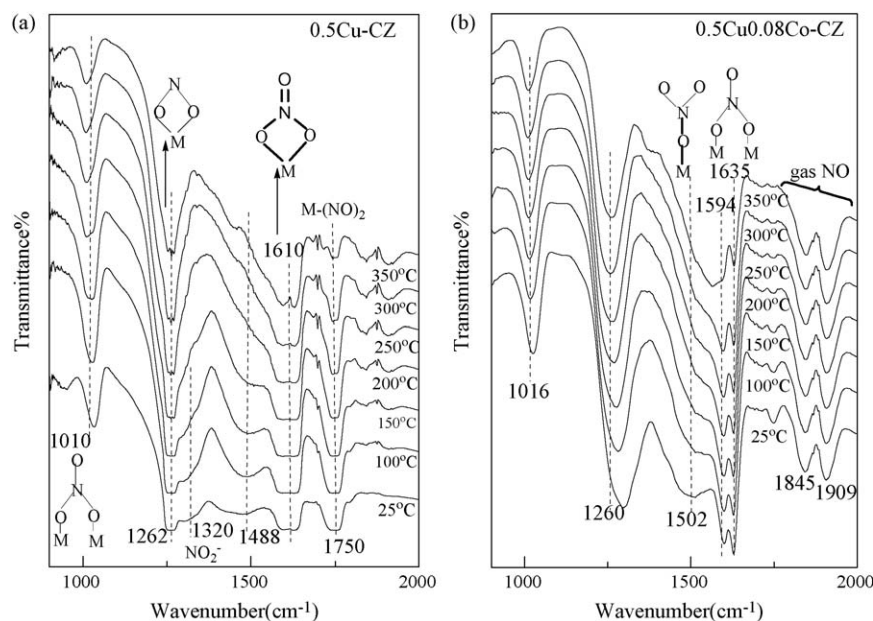 (a)
0.5Cu-CZ
N
O O
M
O
N
O O
M
M-(NO)2
1610
350°C
300°C
250°C
200°C
150°C
100°C
25°C
1010
O
N
O O
M M
1262
1320
NO2-
1488
1750
Transmittance%
1000
1500
2000
Wavenumber(cm-1)
(b)
0.5Cu0.08Co-CZ
O O
N
O
M
O
N
O O
M M
1635
1594
gas NO
350°C
300°C
250°C
200°C
150°C
100°C
25°C
1016
1260
1502
1845
1909
Transmittance%
1000
1500
2000
Wavenumber(cm-1)